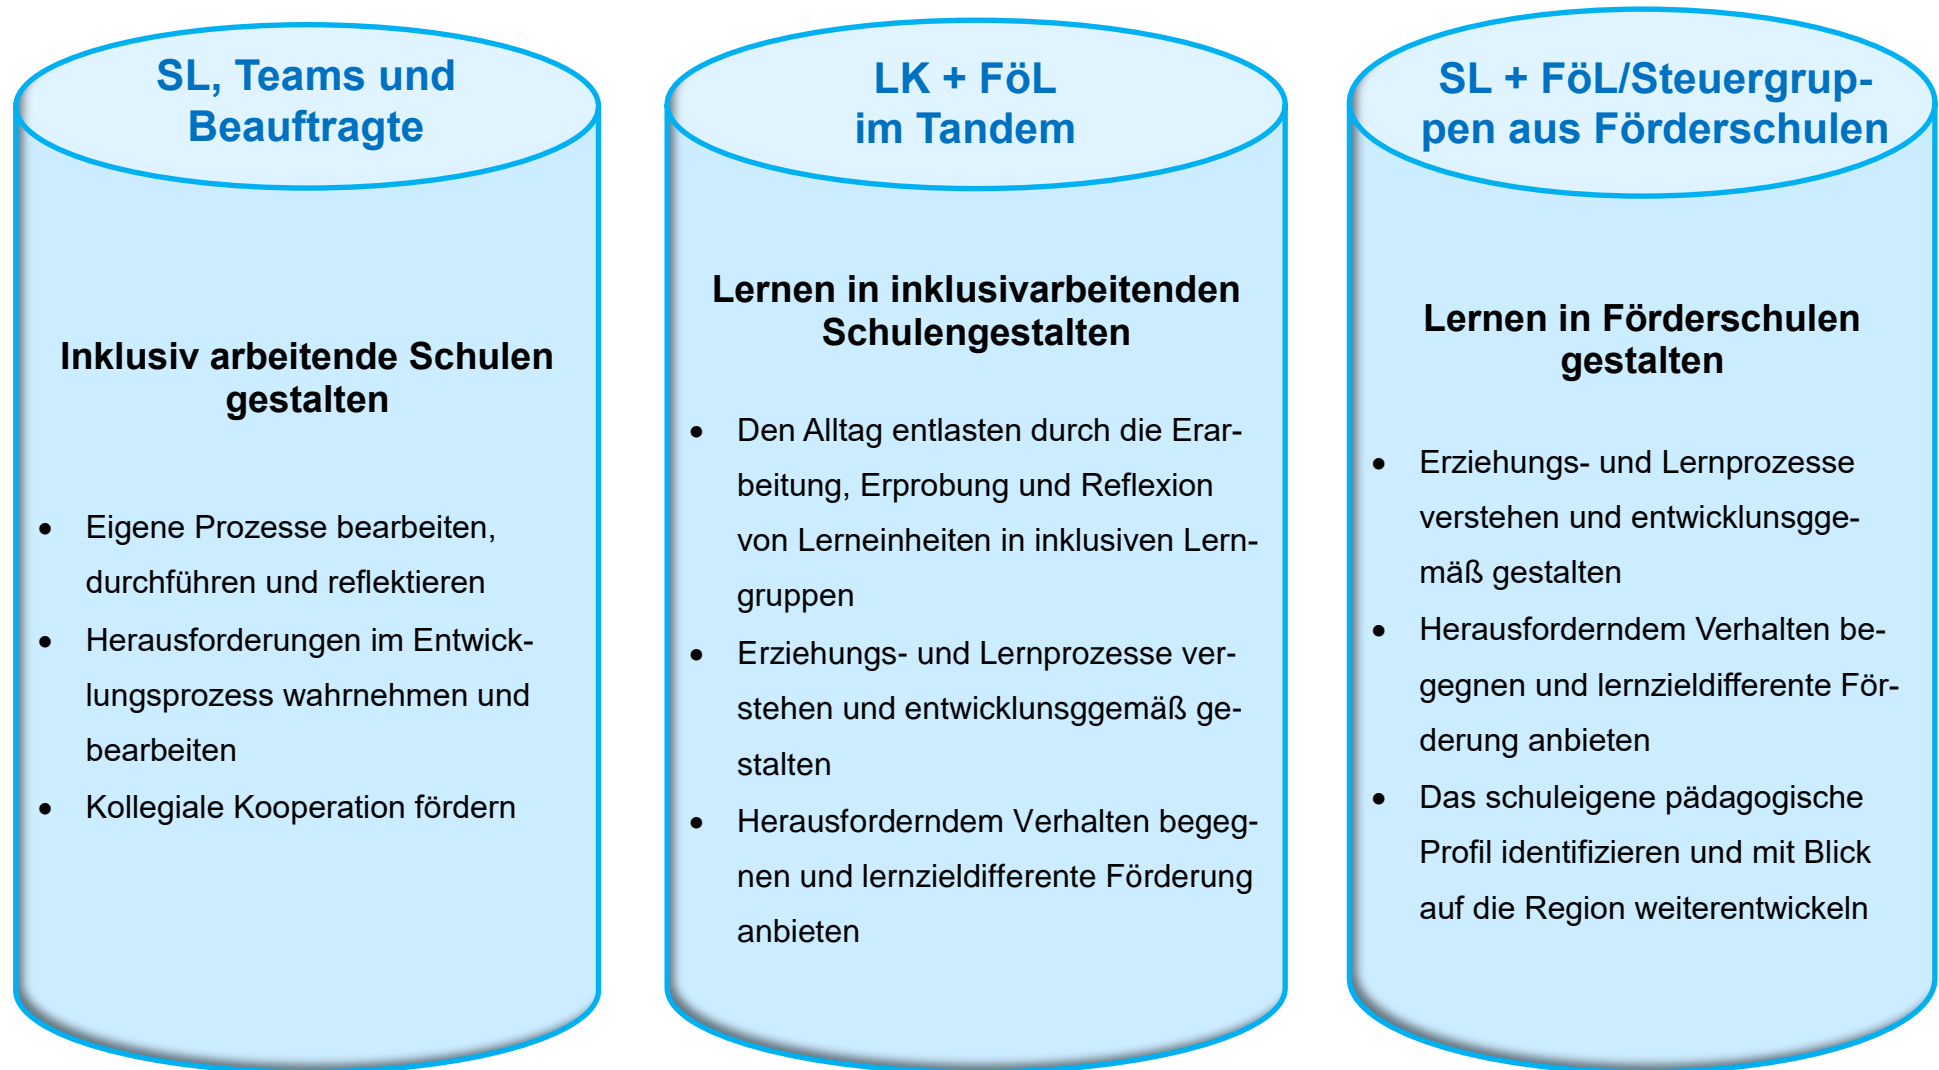 SL, Teams und
Beauftragte
Inklusiv arbeitende Schulen
gestalten
• Eigene Prozesse bearbeiten,
durchführen und reflektieren
• Herausforderungen im Entwick-
lungsprozess wahrnehmen und
bearbeiten
• Kollegiale Kooperation fördern
LK + FöL
im Tandem
Lernen in inklusivarbeitenden
Schulengestalten
• Den Alltag entlasten durch die Erar-
beitung, Erprobung und Reflexion
von Lerneinheiten in inklusiven Lern-
gruppen
• Erziehungs- und Lernprozesse ver-
stehen und entwicklunsggemäß ge-
stalten
• Herausforderndem Verhalten begeg-
nen und lernzieldifferente Förderung
anbieten
SL + FöL/Steuergrup-
pen aus Förderschulen
Lernen in Förderschulen
gestalten
• Erziehungs- und Lernprozesse
verstehen und entwicklunsgge-
mäß gestalten
• Herausforderndem Verhalten be-
gegnen und lernzieldifferente För-
derung anbieten
• Das schuleigene pädagogische
Profil identifizieren und mit Blick
auf die Region weiterentwickeln